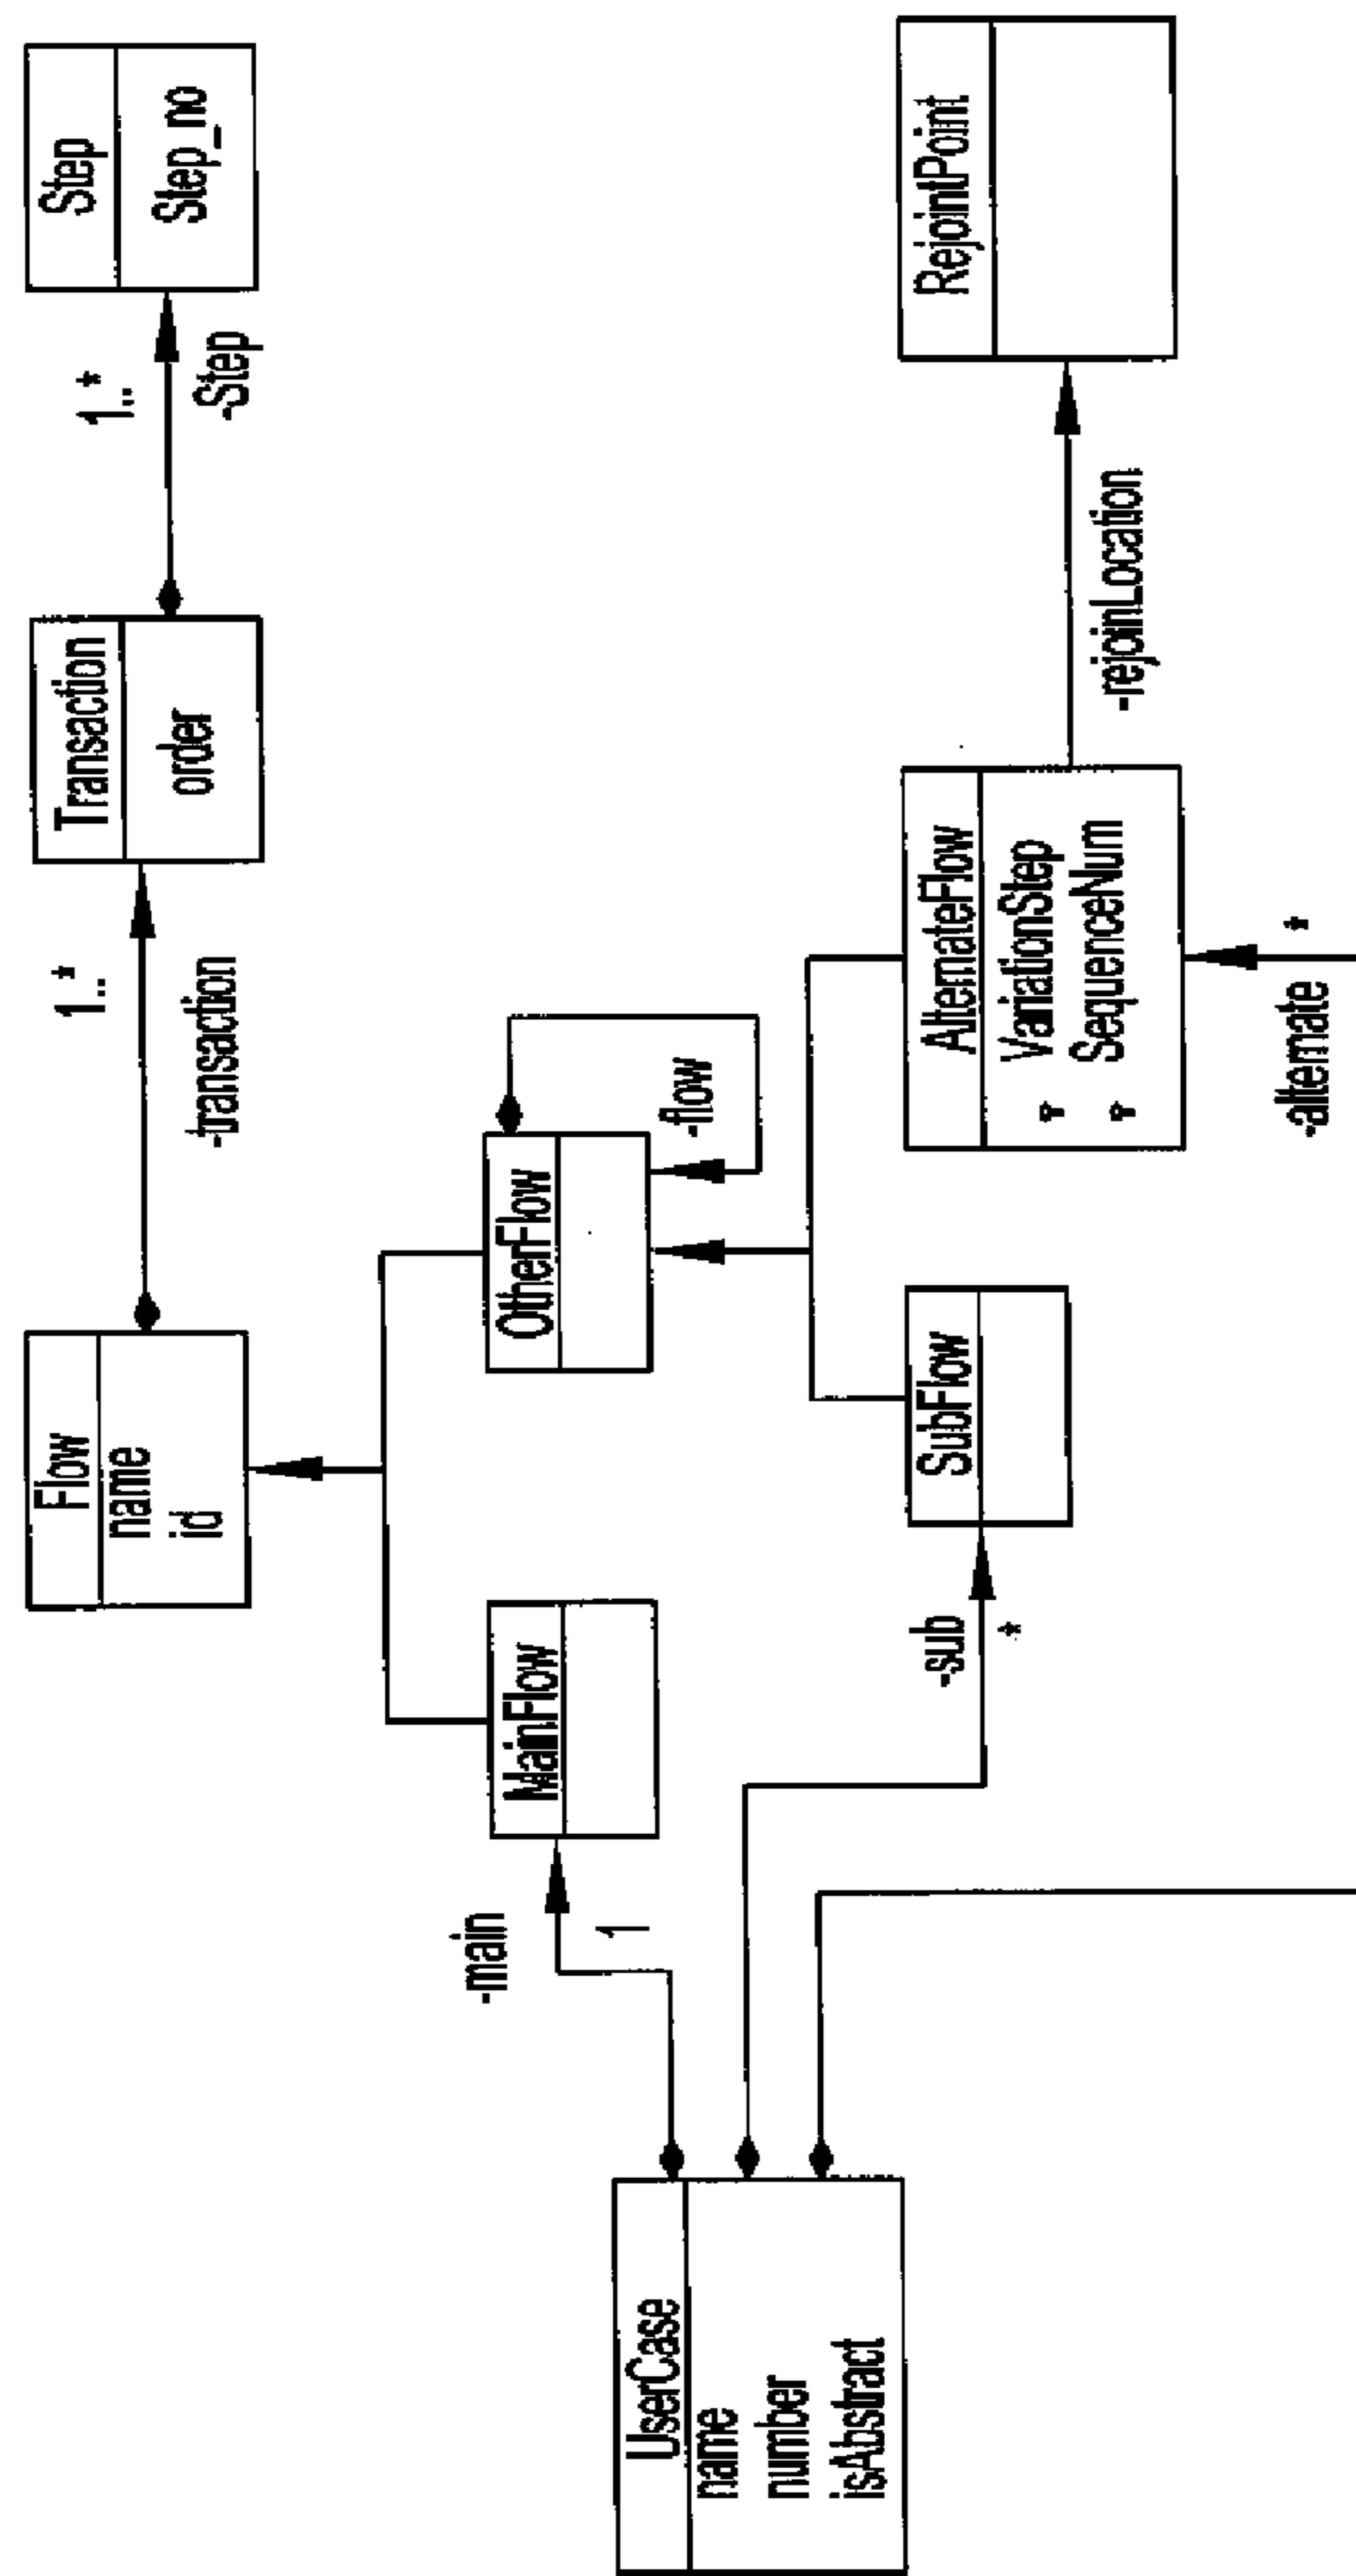 Flow
name
id
1..*
-transaction
Transaction
order
1..*
-Step
Step
Step_no
-main
1
MainFlow
OtherFlow
-flow
UserCase
name
number
isAbstract
-sub
*
SubFlow
AlternateFlow
VariationStep
SequenceNum
-rejoinLocation
RejointPoint
-alternate
*